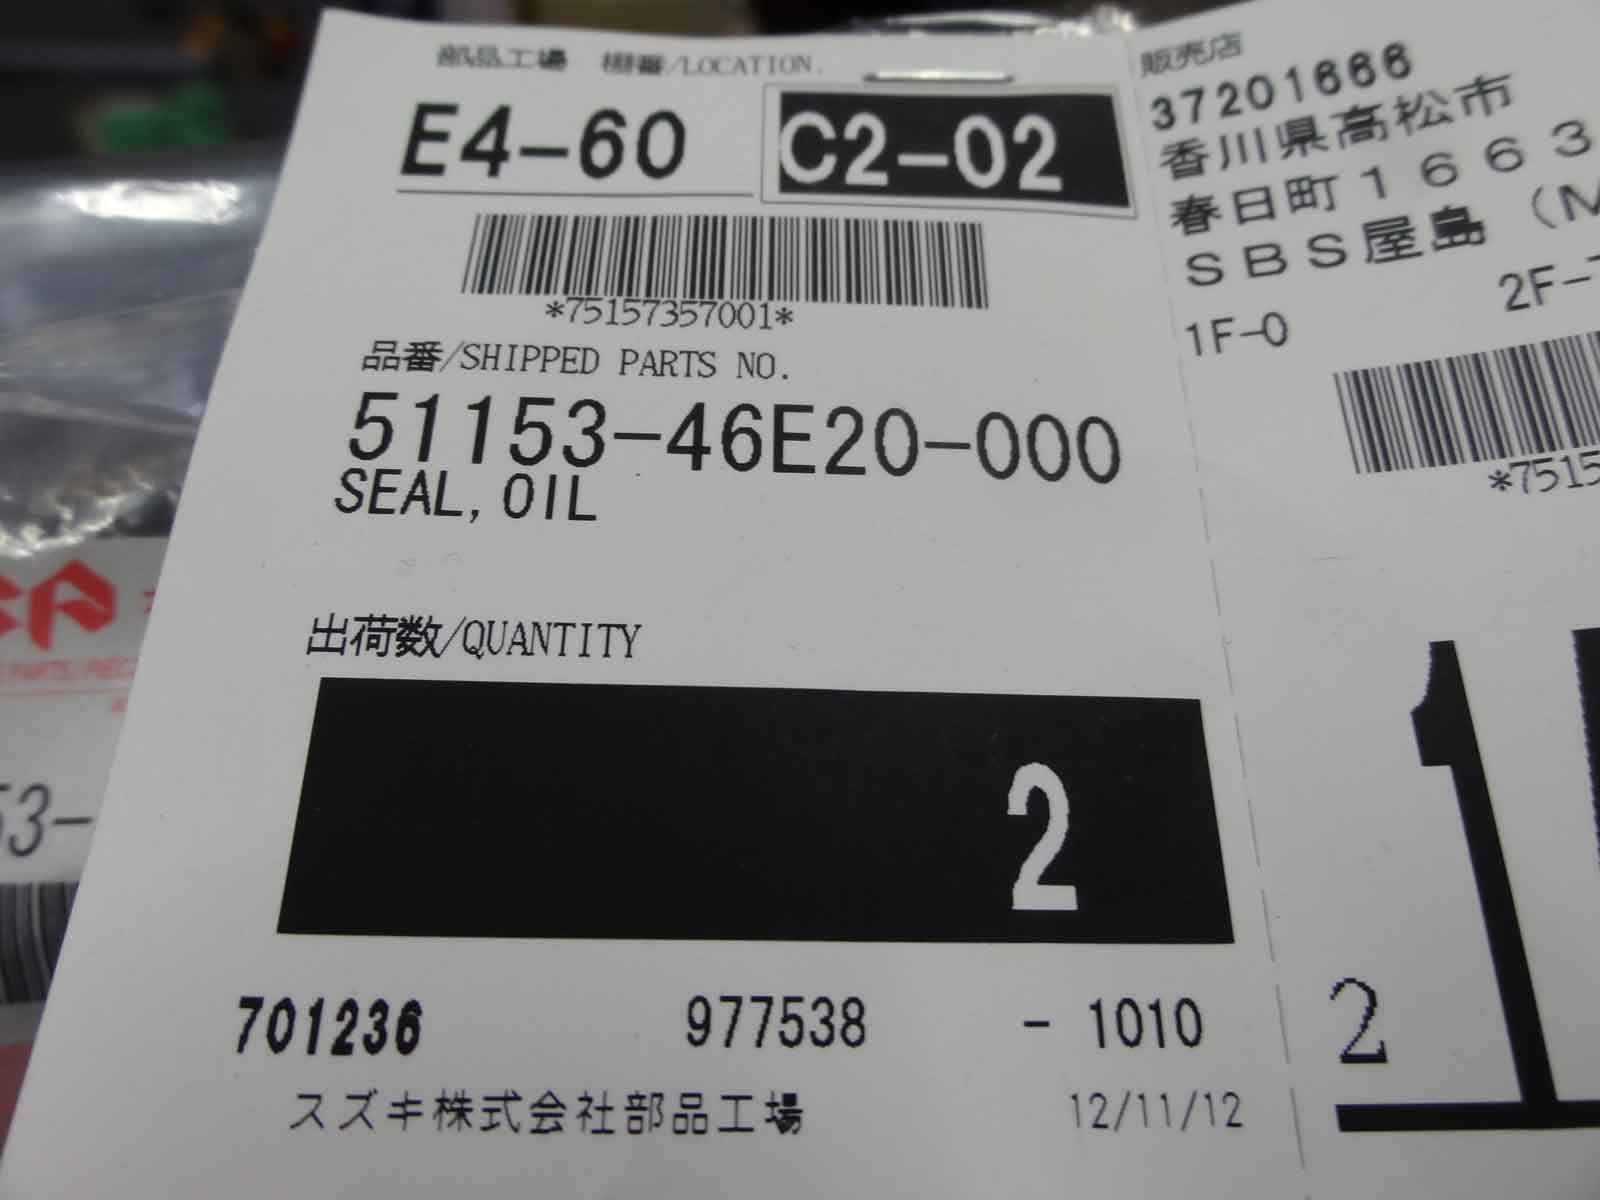 部品工場 棚番/LOCATION.
E4-60 C2-02
*75157357001*
品番/SHIPPED PARTS NO.
51153-46E20-000
SEAL, OIL
出荷数/QUANTITY
2
701236 977538 - 1010
スズキ株式会社部品工場 12/11/12
販売店
37201666
香川県高松市
春日町1663
SBS屋島 (M
2F-
1F-0
*7515
1
2
53-